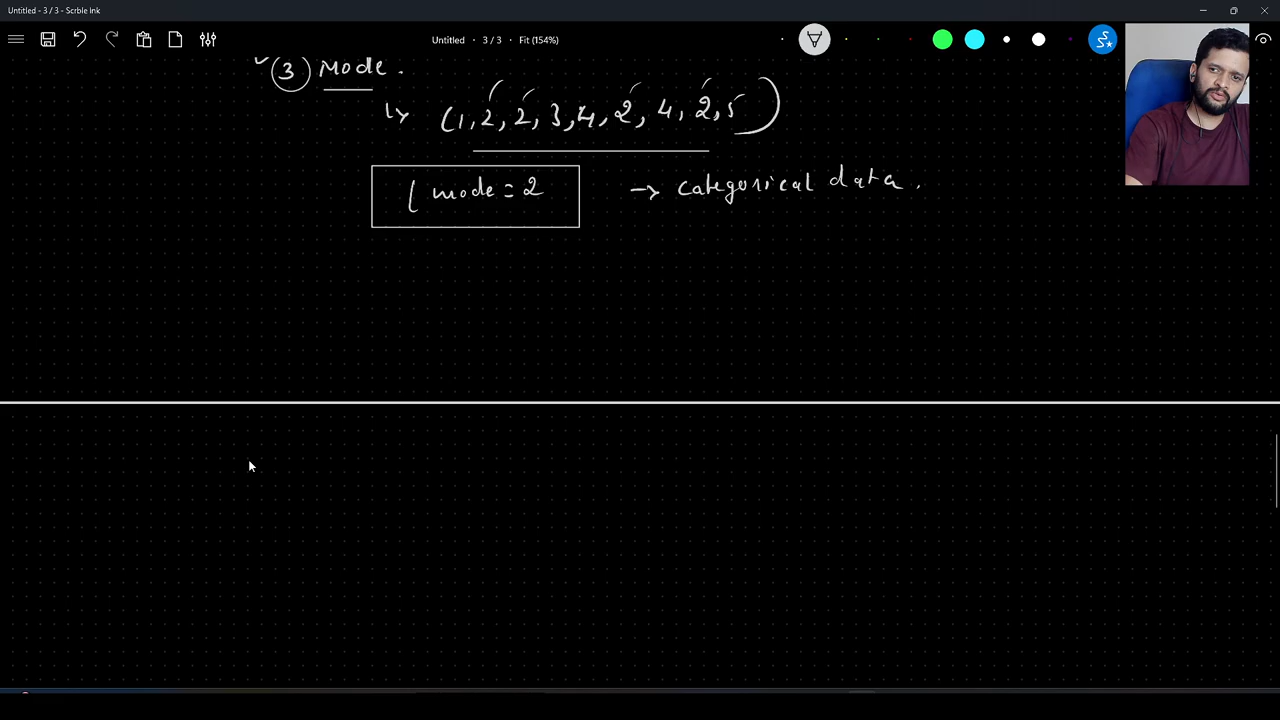 Untitled - 3 / 3 - Scrble Ink
Untitled • 3 / 3 • Fit (154%)
(3) Mode.
↳ (1, 2, 2, 3, 4, 2, 4, 2, 5)
mode = 2 → categorical data.